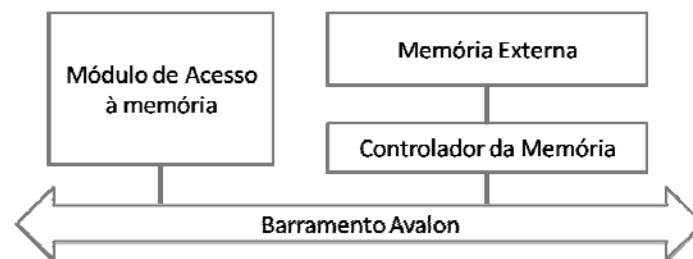 Módulo de Acesso
à memória
Memória Externa
Controlador da Memória
Barramento Avalon